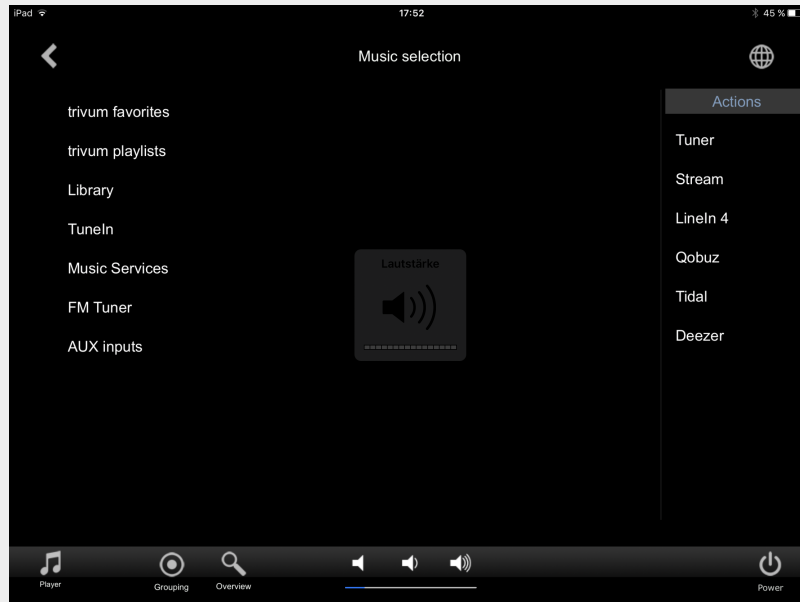 iPad 17:52 45 %
Music selection
trivum favorites
trivum playlists
Library
TuneIn
Music Services
FM Tuner
AUX inputs
Lautstärke
Actions
Tuner
Stream
LineIn 4
Qobuz
Tidal
Deezer
Player
Grouping
Overview
Power